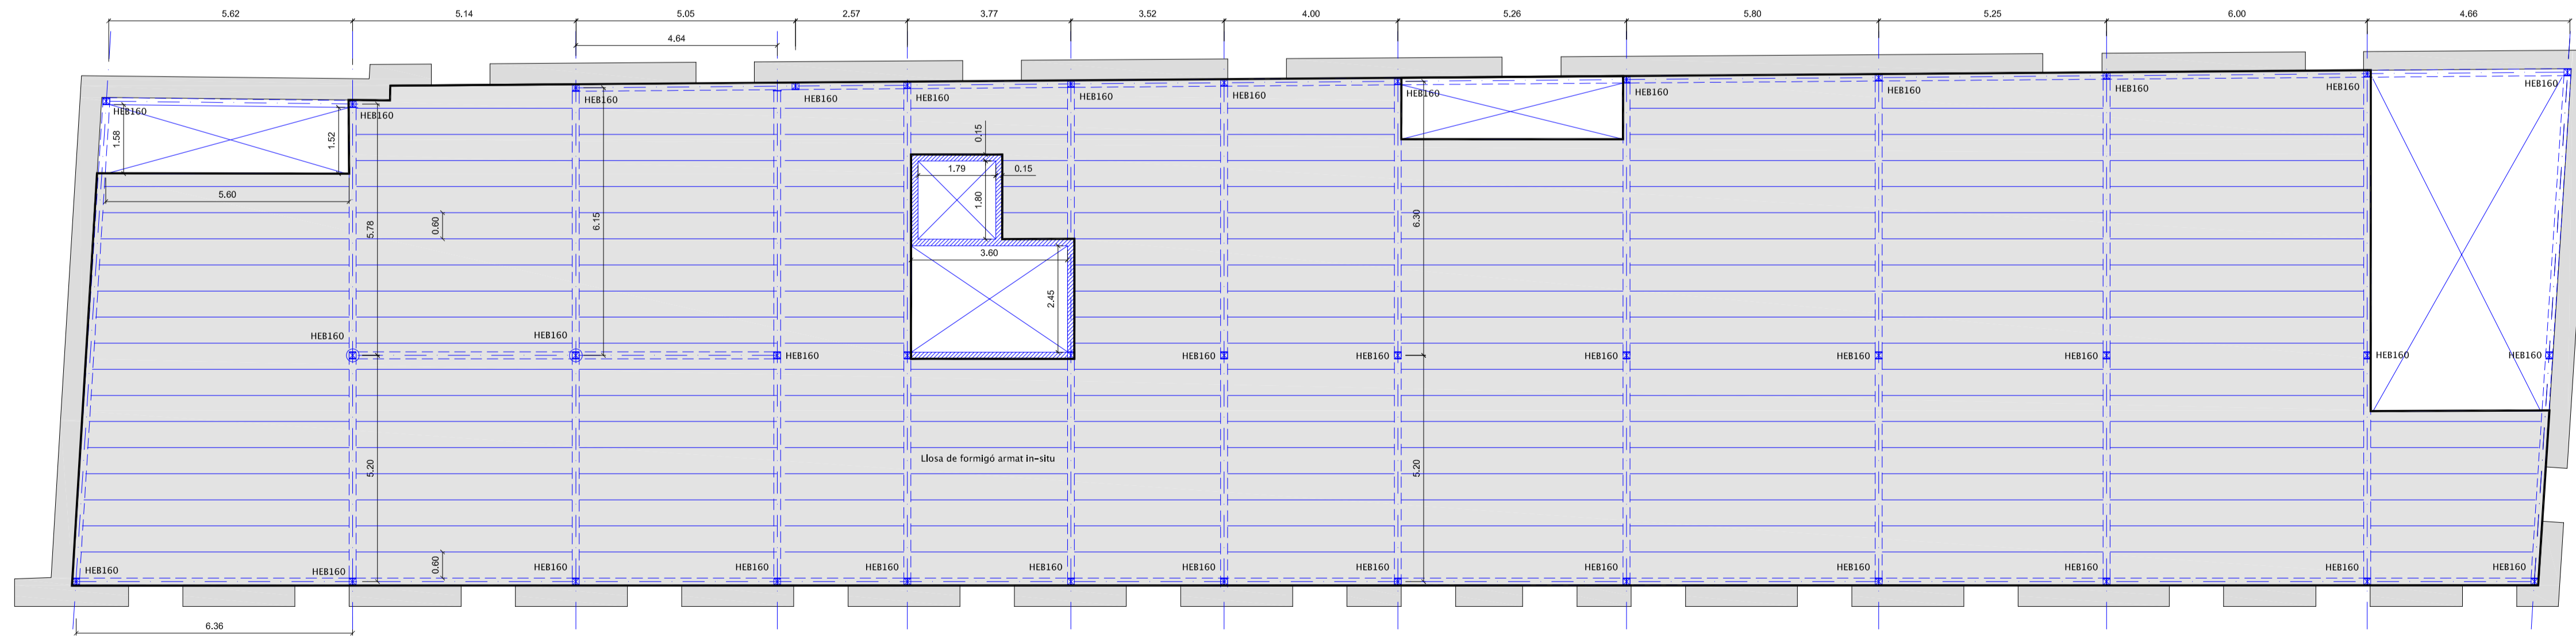 5.62 5.14 5.05 2.57 3.77 3.52 4.00 5.26 5.80 5.25 6.00 4.66
4.64
HEB160 HEB160 HEB160 HEB160 HEB160 HEB160 HEB160 HEB160 HEB160 HEB160 HEB160 HEB160 HEB160
1.58 1.52 0.15
1.79 0.15
5.60 1.80
0.60 5.78 6.15 6.30
3.60
2.45
HEB160 HEB160
HEB160 HEB160 HEB160 HEB160 HEB160 HEB160 HEB160 HEB160
Llosa de formigó armat in-situ
5.20 5.20
0.60
HEB160 HEB160 HEB160 HEB160 HEB160 HEB160 HEB160 HEB160 HEB160 HEB160 HEB160 HEB160 HEB160
6.36